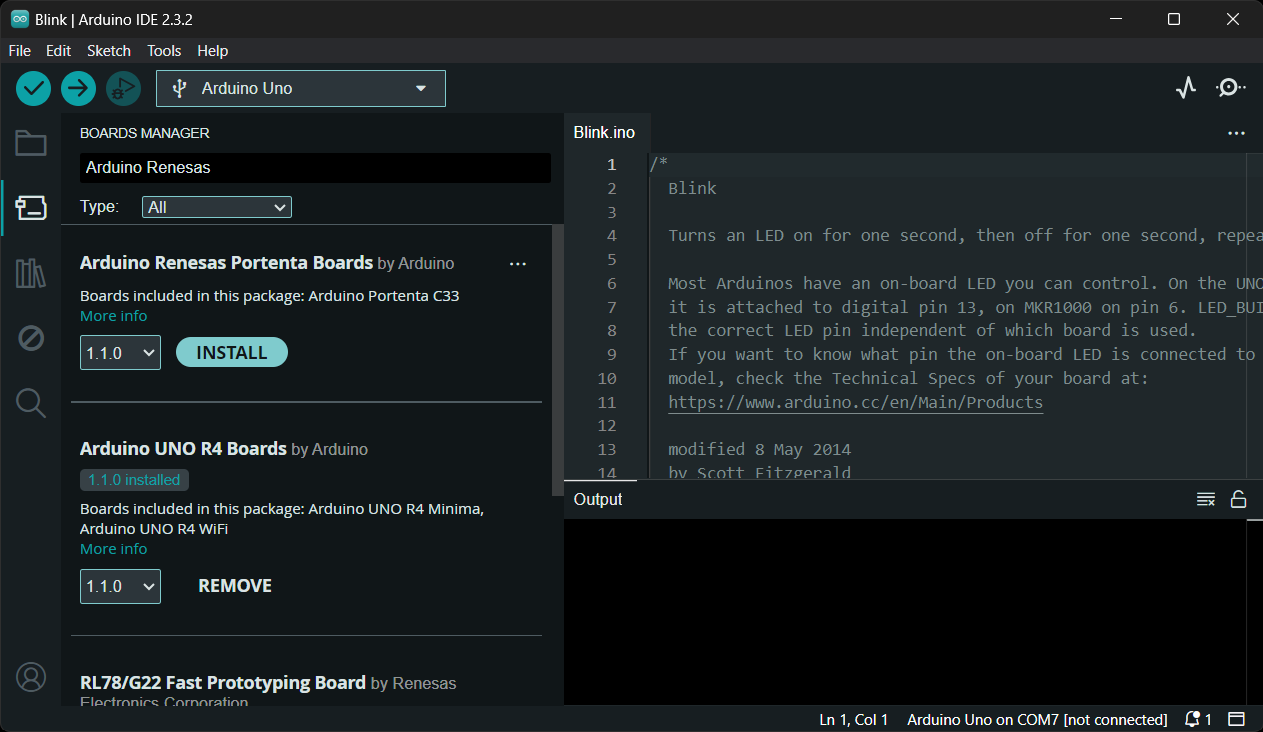 Blink | Arduino IDE 2.3.2
File Edit Sketch Tools Help
Arduino Uno
BOARDS MANAGER
Arduino Renesas
Type: All
Arduino Renesas Portenta Boards by Arduino
Boards included in this package: Arduino Portenta C33
More info
1.1.0 INSTALL
Arduino UNO R4 Boards by Arduino
1.1.0 installed
Boards included in this package: Arduino UNO R4 Minima,
Arduino UNO R4 WiFi
More info
1.1.0 REMOVE
RL78/G22 Fast Prototyping Board by Renesas
Electronics Corporation
Blink.ino
1 /*
2 Blink
3
4 Turns an LED on for one second, then off for one second, repea
5
6 Most Arduinos have an on-board LED you can control. On the UNO
7 it is attached to digital pin 13, on MKR1000 on pin 6. LED_BUI
8 the correct LED pin independent of which board is used.
9 If you want to know what pin the on-board LED is connected to
10 model, check the Technical Specs of your board at:
11 https://www.arduino.cc/en/Main/Products
12
13 modified 8 May 2014
14 by Scott Fitzgerald
Output
Ln 1, Col 1 Arduino Uno on COM7 [not connected] 1